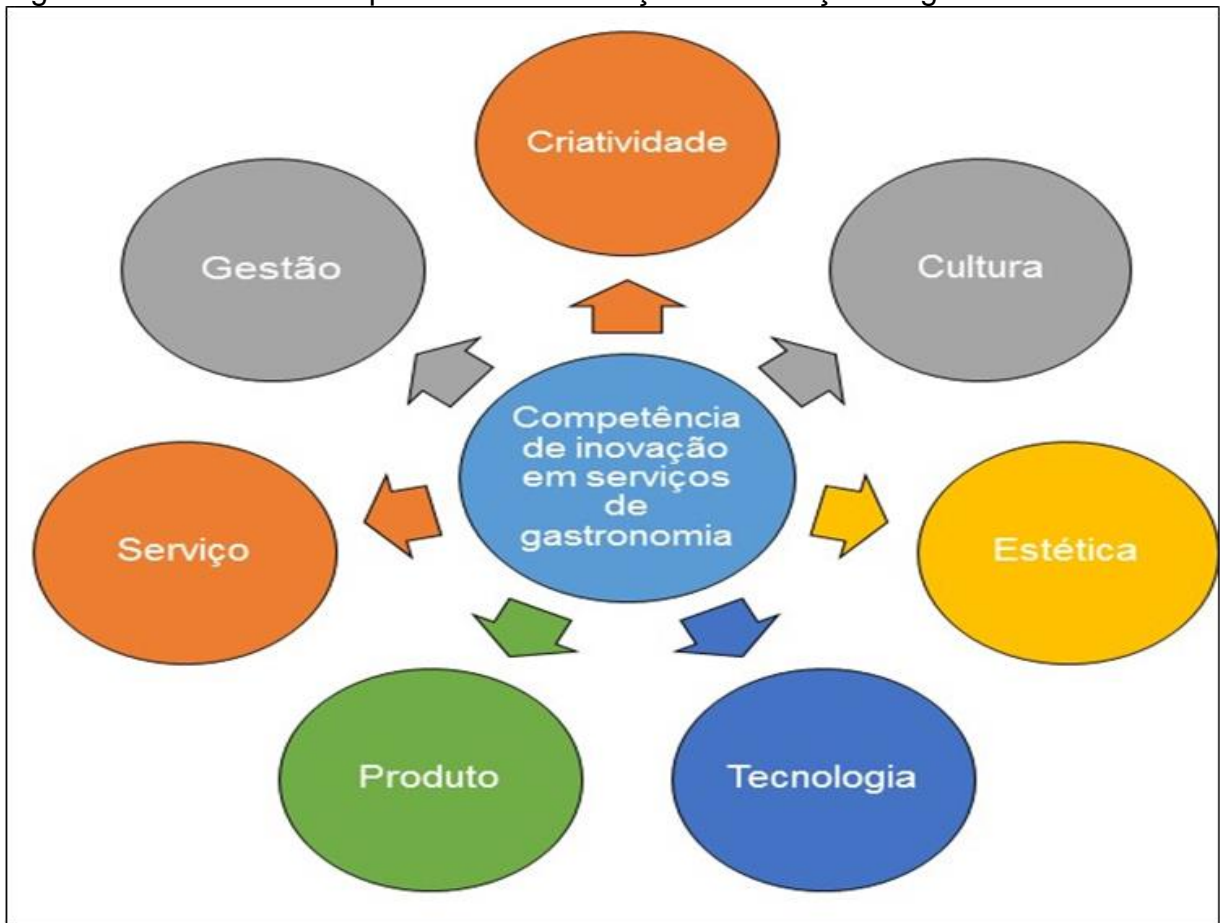 Criatividade
Gestão
Cultura
Competência
de inovação
em serviços
de
gastronomia
Serviço
Estética
Produto
Tecnologia